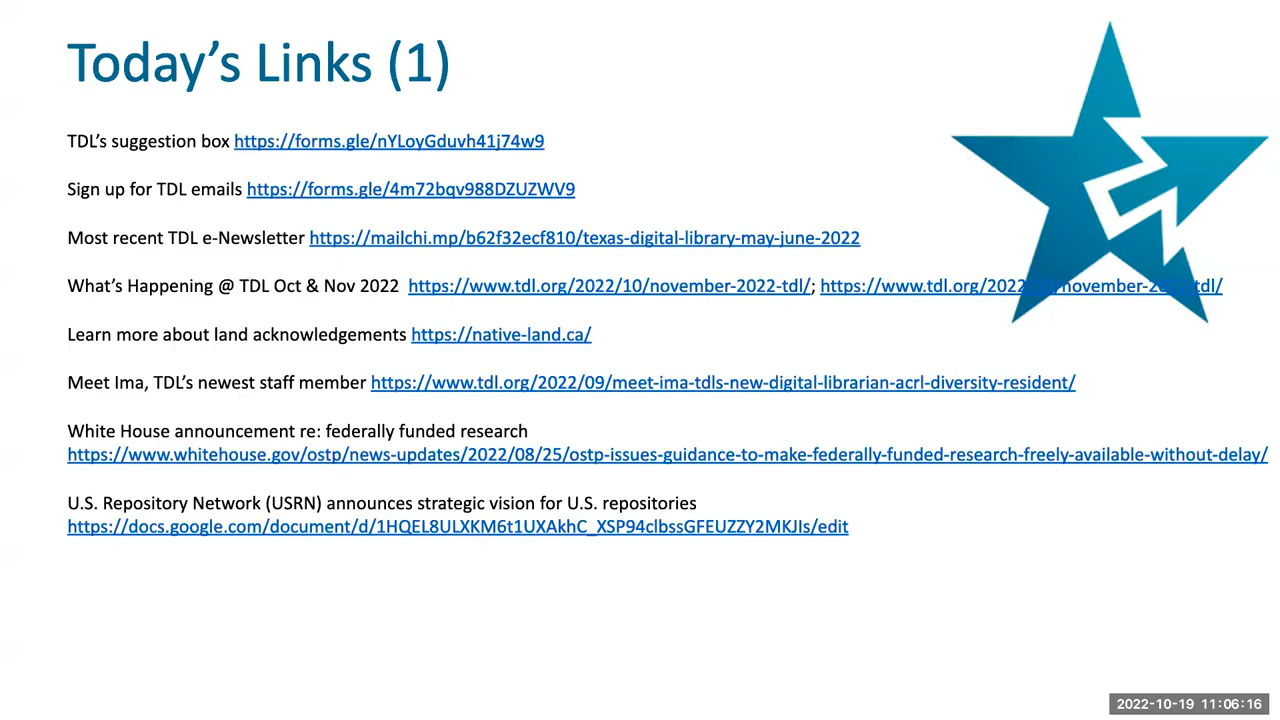 Today's Links (1)
TDL's suggestion box https://forms.gle/nYLoyGduvh41j74w9
Sign up for TDL emails https://forms.gle/4m72bqv988DZUZWV9
Most recent TDL e-Newsletter https://mailchi.mp/b62f32ecf810/texas-digital-library-may-june-2022
What's Happening @ TDL Oct & Nov 2022 https://www.tdl.org/2022/10/november-2022-tdl/;
Learn more about land acknowledgements https://native-land.ca/
Meet Ima, TDL's newest staff member https://www.tdl.org/2022/09/meet-ima-tdls-new-digital-librarian-acrl-diversity-resident/
White House announcement re: federally funded research
https://www.whitehouse.gov/ostp/news-updates/2022/08/25/ostp-issues-guidance-to-make-federally-funded-research-freely-available-without-delay/
U.S. Repository Network (USRN) announces strategic vision for U.S. repositories
https://docs.google.com/document/d/1HQEL8ULXKM6t1UXAkhC_XSP94clbssGFEUZZY2MKJIs/edit
2022-10-19 11:06:16